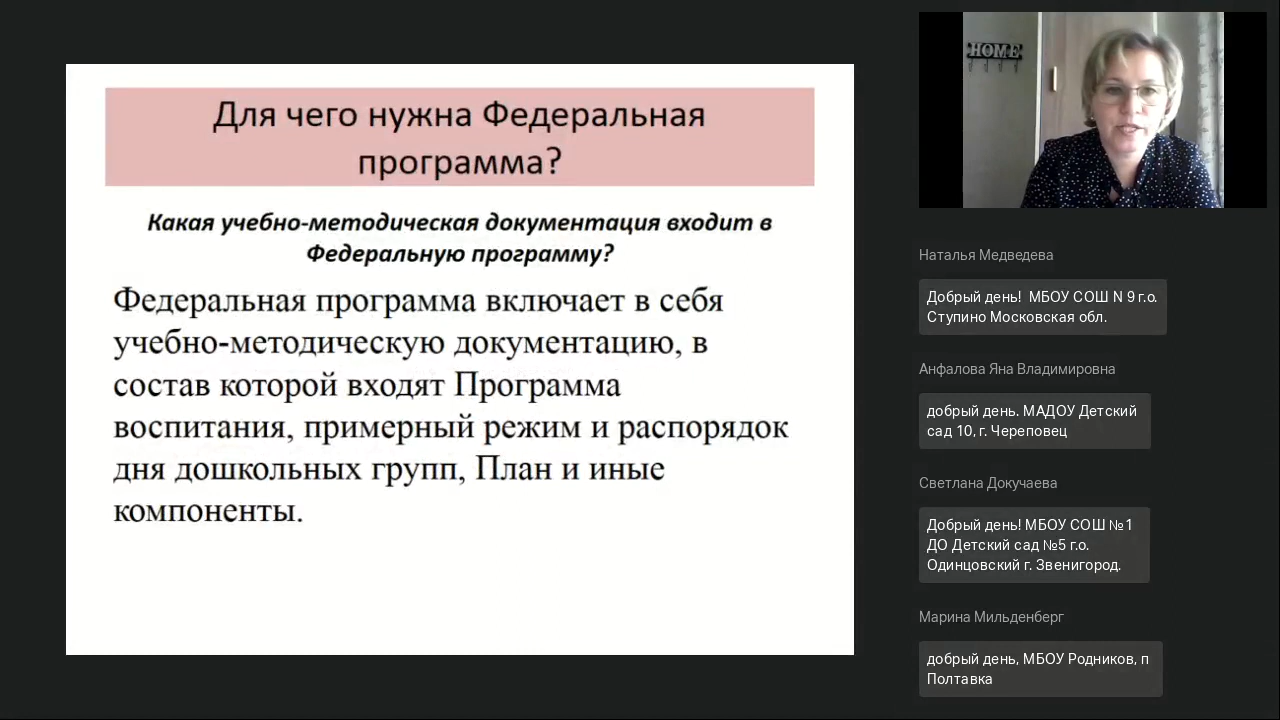 Для чего нужна Федеральная
программа?
Какая учебно-методическая документация входит в
Федеральную программу?
Федеральная программа включает в себя
учебно-методическую документацию, в
состав которой входят Программа
воспитания, примерный режим и распорядок
дня дошкольных групп, План и иные
компоненты.
HOME
Наталья Медведева
Добрый день! МБОУ СОШ N 9 г.о.
Ступино Московская обл.
Анфалова Яна Владимировна
добрый день. МАДОУ Детский
сад 10, г. Череповец
Светлана Докучаева
Добрый день! МБОУ СОШ №1
ДО Детский сад №5 г.о.
Одинцовский г. Звенигород.
Марина Мильденберг
добрый день, МБОУ Родников, п
Полтавка